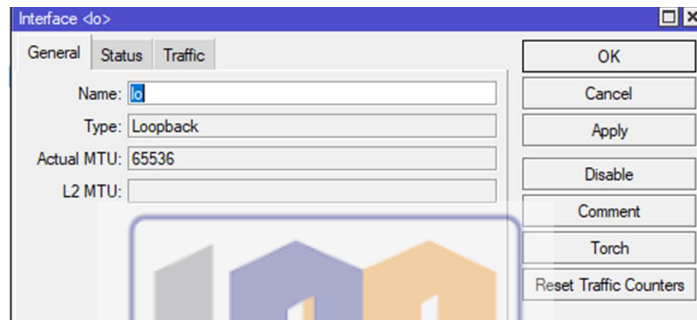 Interface <lo>
General Status Traffic
Name: lo
Type: Loopback
Actual MTU: 65536
L2 MTU:
OK
Cancel
Apply
Disable
Comment
Torch
Reset Traffic Counters